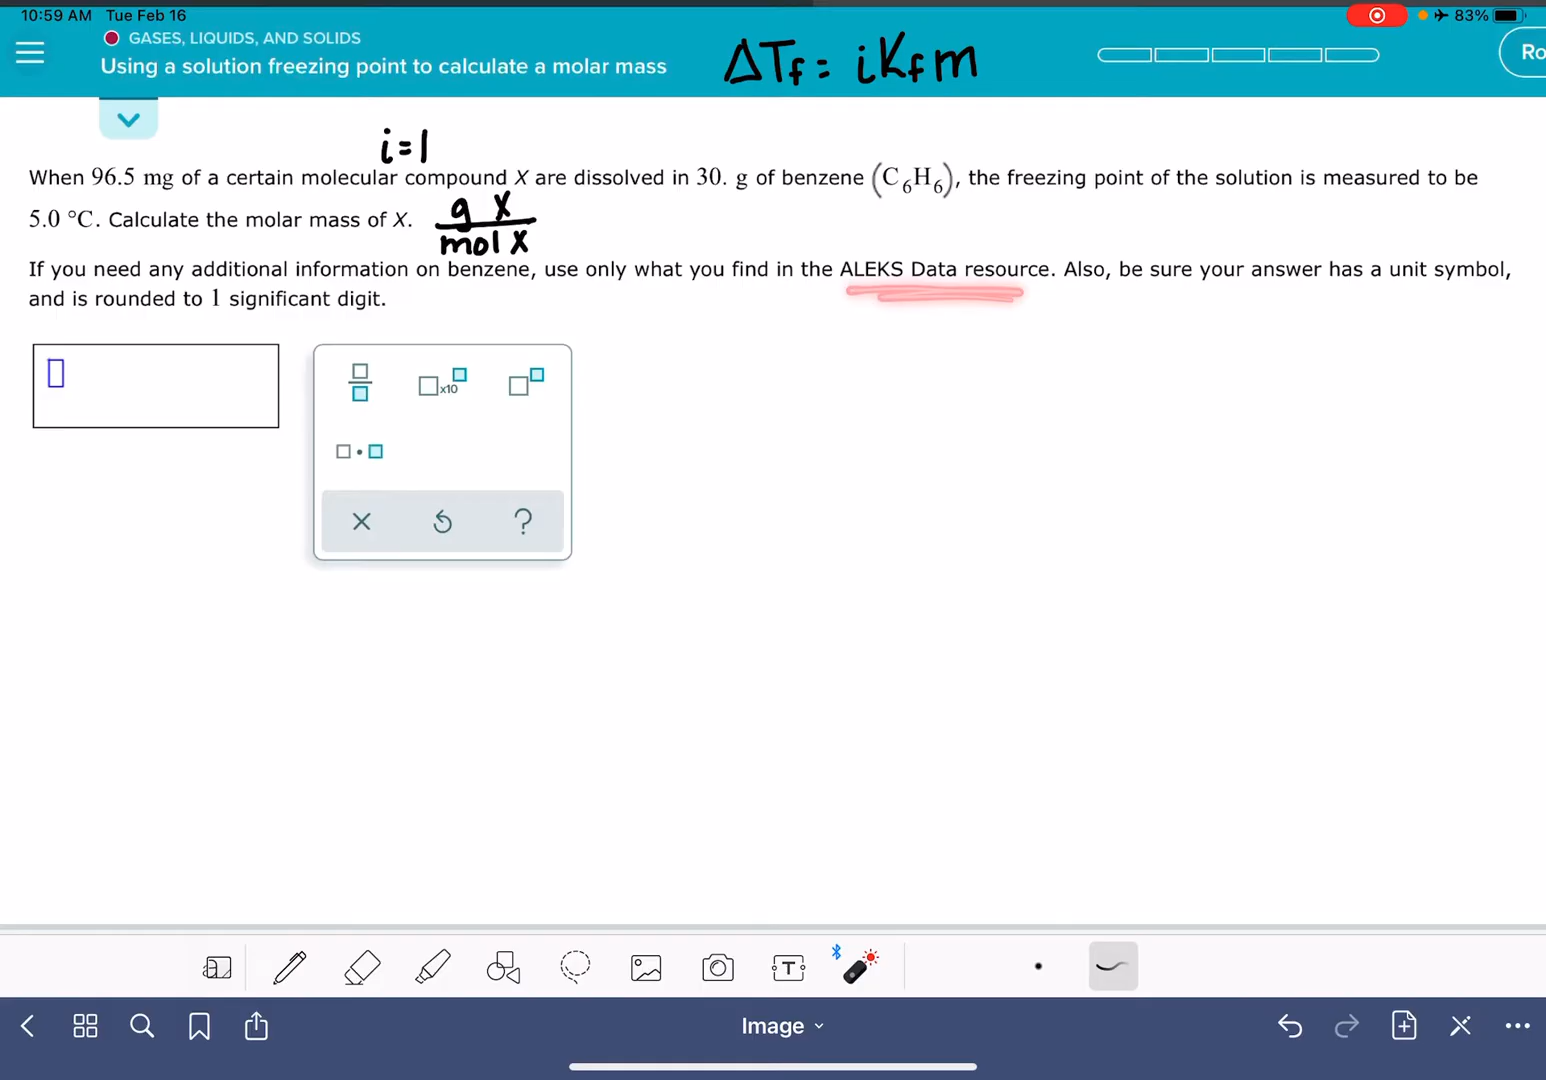 10:59 AM Tue Feb 16
83%
GASES, LIQUIDS, AND SOLIDS
Using a solution freezing point to calculate a molar mass
ΔTf = iKfm
Ro
i=1
When 96.5 mg of a certain molecular compound X are dissolved in 30. g of benzene (C6H6), the freezing point of the solution is measured to be
5.0 °C. Calculate the molar mass of X.
g X
mol X
If you need any additional information on benzene, use only what you find in the ALEKS Data resource. Also, be sure your answer has a unit symbol,
and is rounded to 1 significant digit.
x10
?
a
T
Image